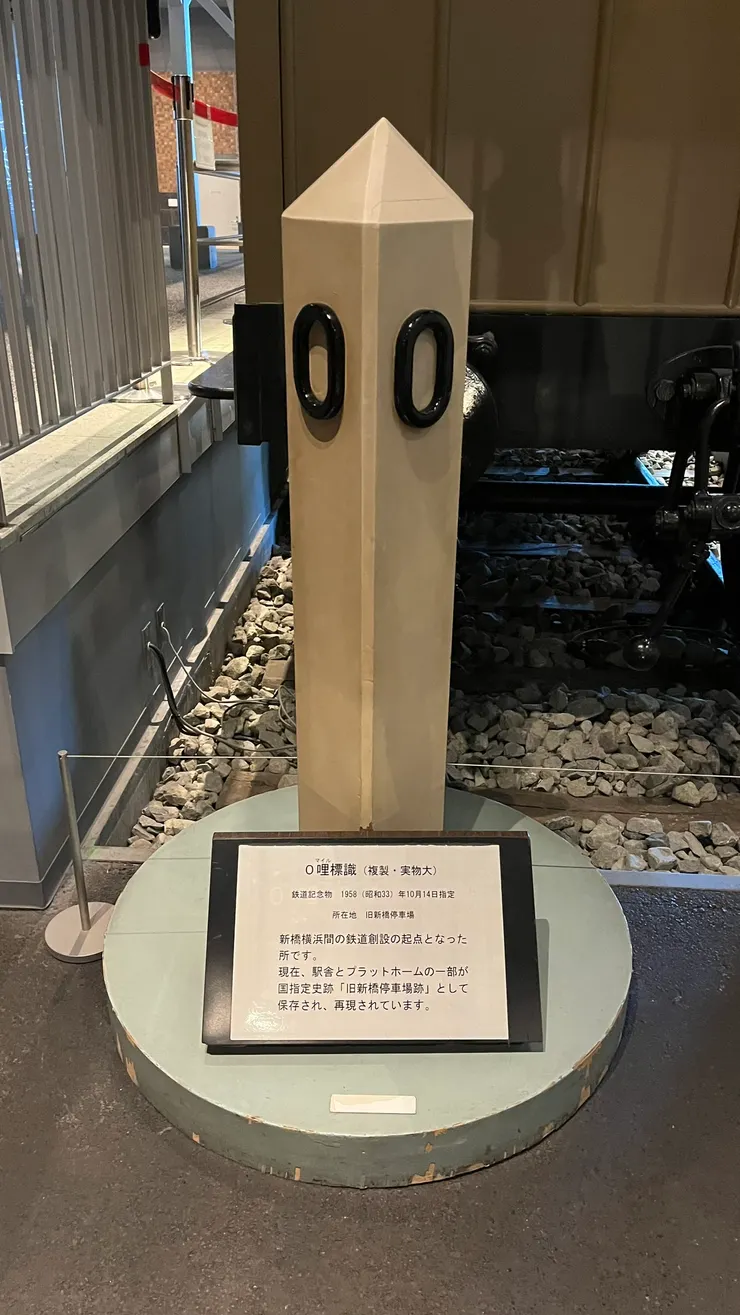 0 0
0哩標識（複製・実物大）
マイル
鉄道記念物　1958（昭和33）年10月14日指定
所在地　旧新橋停車場
新橋横浜間の鉄道創設の起点となった
所です。
現在、駅舎とプラットホームの一部が
国指定史跡「旧新橋停車場跡」として
保存され、再現されています。